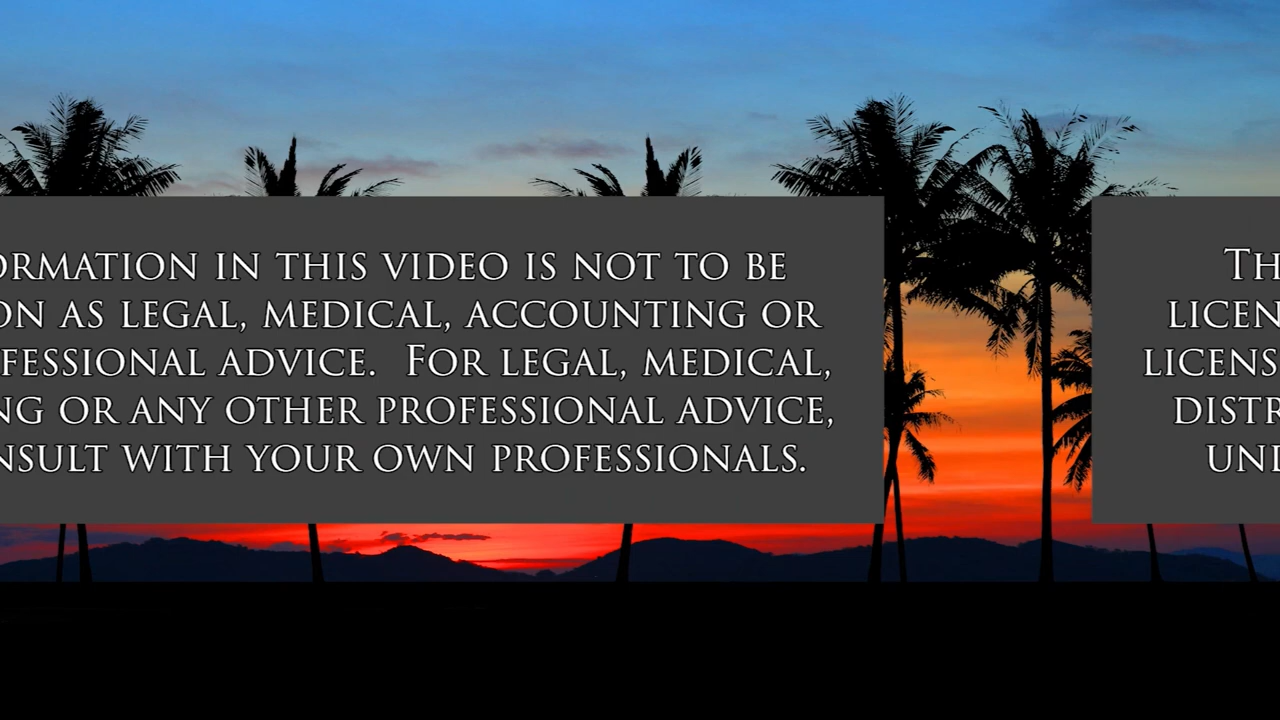 ORMATION IN THIS VIDEO IS NOT TO BE
ON AS LEGAL, MEDICAL, ACCOUNTING OR
FESSIONAL ADVICE. FOR LEGAL, MEDICAL,
NG OR ANY OTHER PROFESSIONAL ADVICE,
NSULT WITH YOUR OWN PROFESSIONALS.
TH
LICEN
LICENS
DISTR
UND